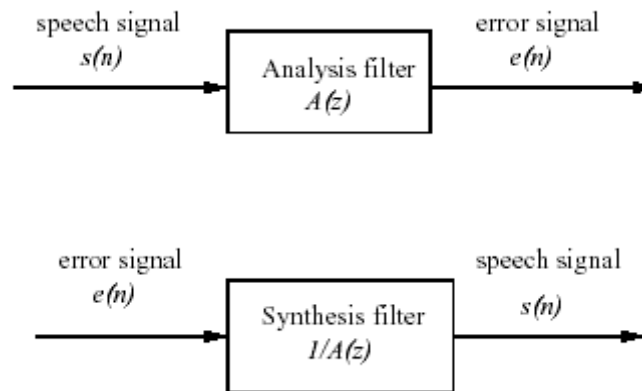 speech signal
s(n)
Analysis filter
A(z)
error signal
e(n)
error signal
e(n)
Synthesis filter
1/A(z)
speech signal
s(n)